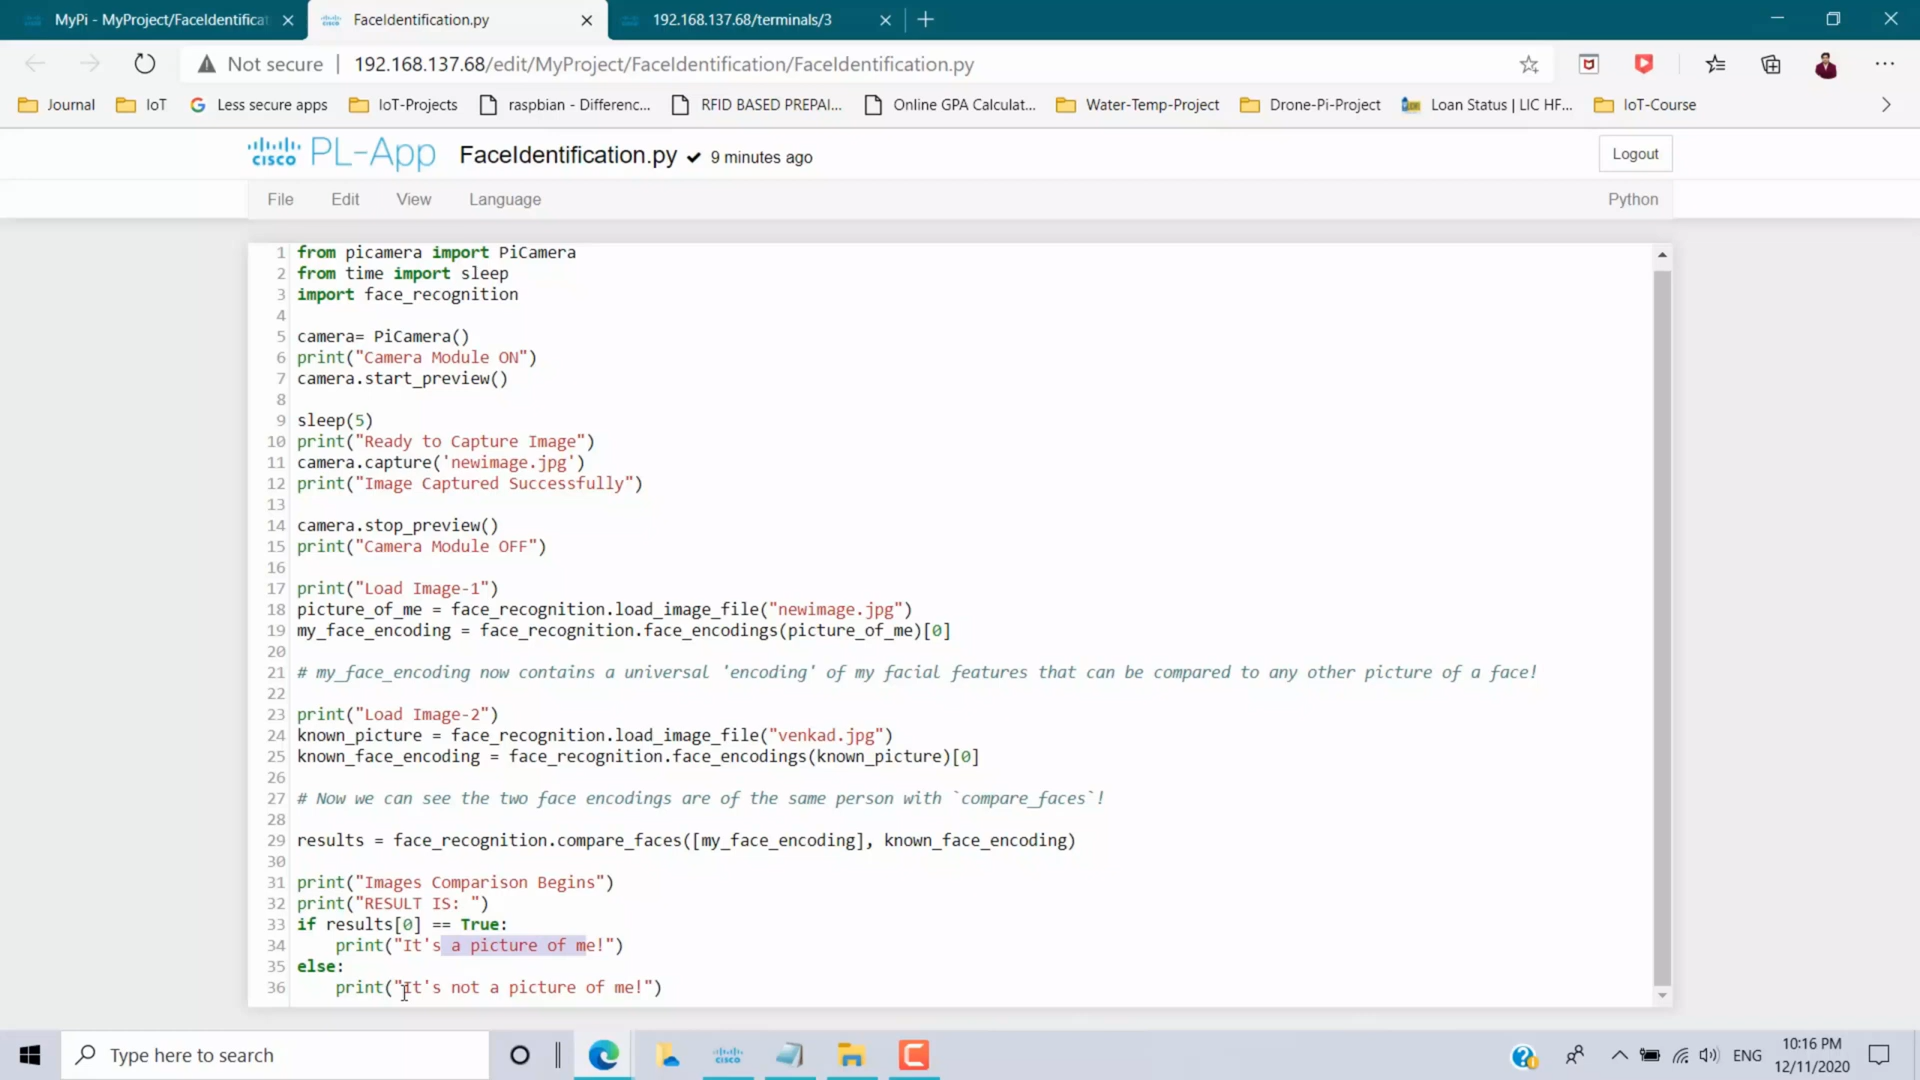 MyPi - MyProject/FaceIdentificat
FaceIdentification.py
192.168.137.68/terminals/3
Not secure | 192.168.137.68/edit/MyProject/FaceIdentification/FaceIdentification.py
Journal
IoT
Less secure apps
IoT-Projects
raspbian - Differenc...
RFID BASED PREPAI...
Online GPA Calculat...
Water-Temp-Project
Drone-Pi-Project
Loan Status | LIC HF...
IoT-Course
CISCO PL-App FaceIdentification.py 9 minutes ago
Logout
File Edit View Language
Python
1 from picamera import PiCamera
2 from time import sleep
3 import face_recognition
4
5 camera= PiCamera()
6 print("Camera Module ON")
7 camera.start_preview()
8
9 sleep(5)
10 print("Ready to Capture Image")
11 camera.capture('newimage.jpg')
12 print("Image Captured Successfully")
13
14 camera.stop_preview()
15 print("Camera Module OFF")
16
17 print("Load Image-1")
18 picture_of_me = face_recognition.load_image_file("newimage.jpg")
19 my_face_encoding = face_recognition.face_encodings(picture_of_me)[0]
20
21 # my_face_encoding now contains a universal 'encoding' of my facial features that can be compared to any other picture of a face!
22
23 print("Load Image-2")
24 known_picture = face_recognition.load_image_file("venkad.jpg")
25 known_face_encoding = face_recognition.face_encodings(known_picture)[0]
26
27 # Now we can see the two face encodings are of the same person with `compare_faces`!
28
29 results = face_recognition.compare_faces([my_face_encoding], known_face_encoding)
30
31 print("Images Comparison Begins")
32 print("RESULT IS: ")
33 if results[0] == True:
34     print("It's a picture of me!")
35 else:
36     print("It's not a picture of me!")
Type here to search
CISCO
ENG
10:16 PM
12/11/2020